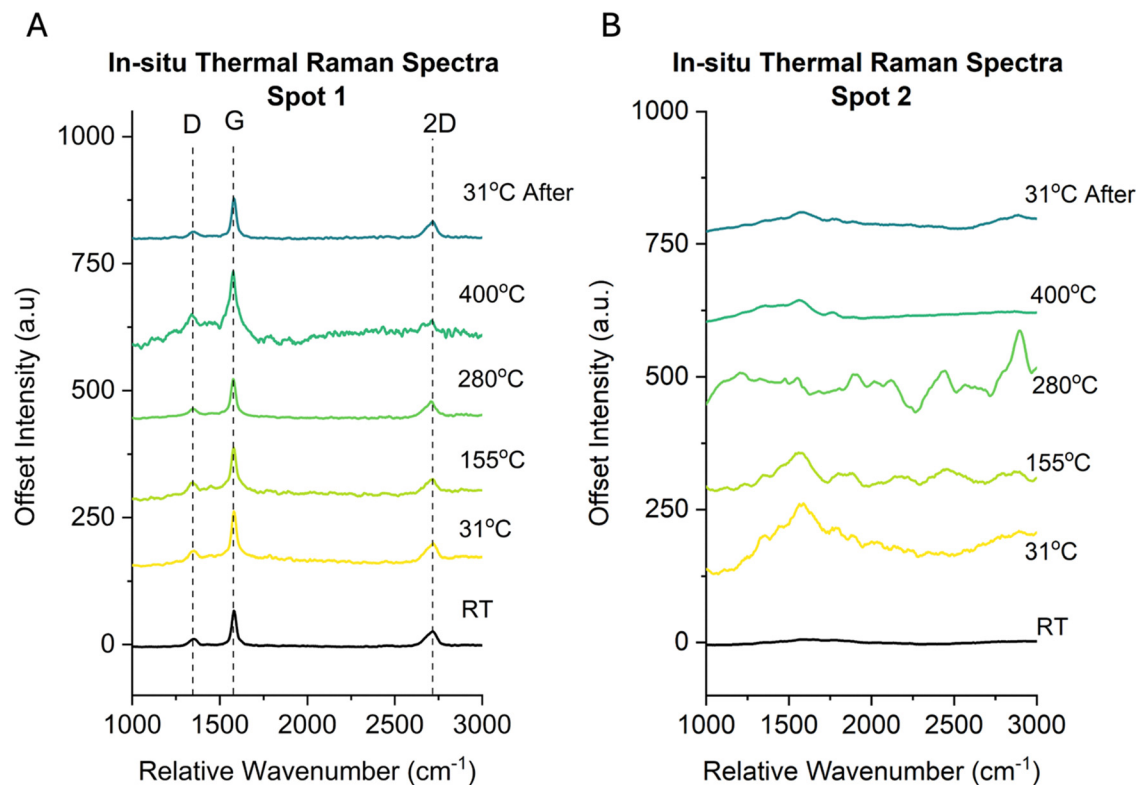 A
In-situ Thermal Raman Spectra
Spot 1
D
G
2D
1000
750
500
250
0
Offset Intensity (a.u)
31°C After
400°C
280°C
155°C
31°C
RT
1000
1500
2000
2500
3000
Relative Wavenumber (cm⁻¹)
B
In-situ Thermal Raman Spectra
Spot 2
1000
750
500
250
0
Offset Intensity (a.u.)
31°C After
400°C
280°C
155°C
31°C
RT
1000
1500
2000
2500
3000
Relative Wavenumber (cm⁻¹)